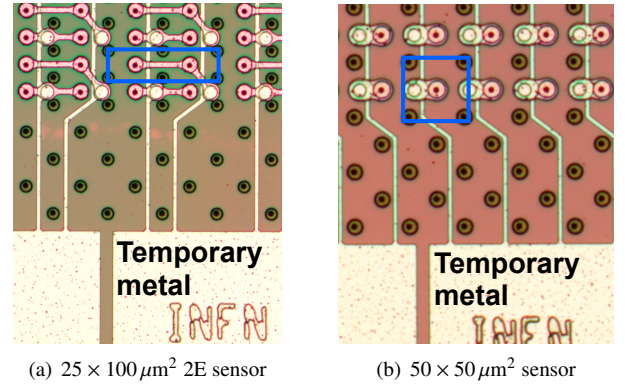 Temporary
metal
INFN
(a) 25 × 100 μm² 2E sensor
Temporary
metal
INFN
(b) 50 × 50 μm² sensor